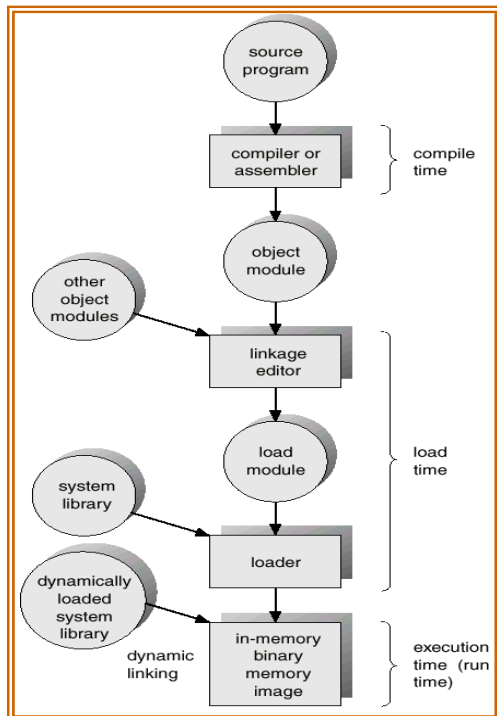 source
program
compiler or
assembler
compile
time
object
module
other
object
modules
linkage
editor
load
module
load
time
system
library
loader
dynamically
loaded
system
library
dynamic
linking
in-memory
binary
memory
image
execution
time (run
time)